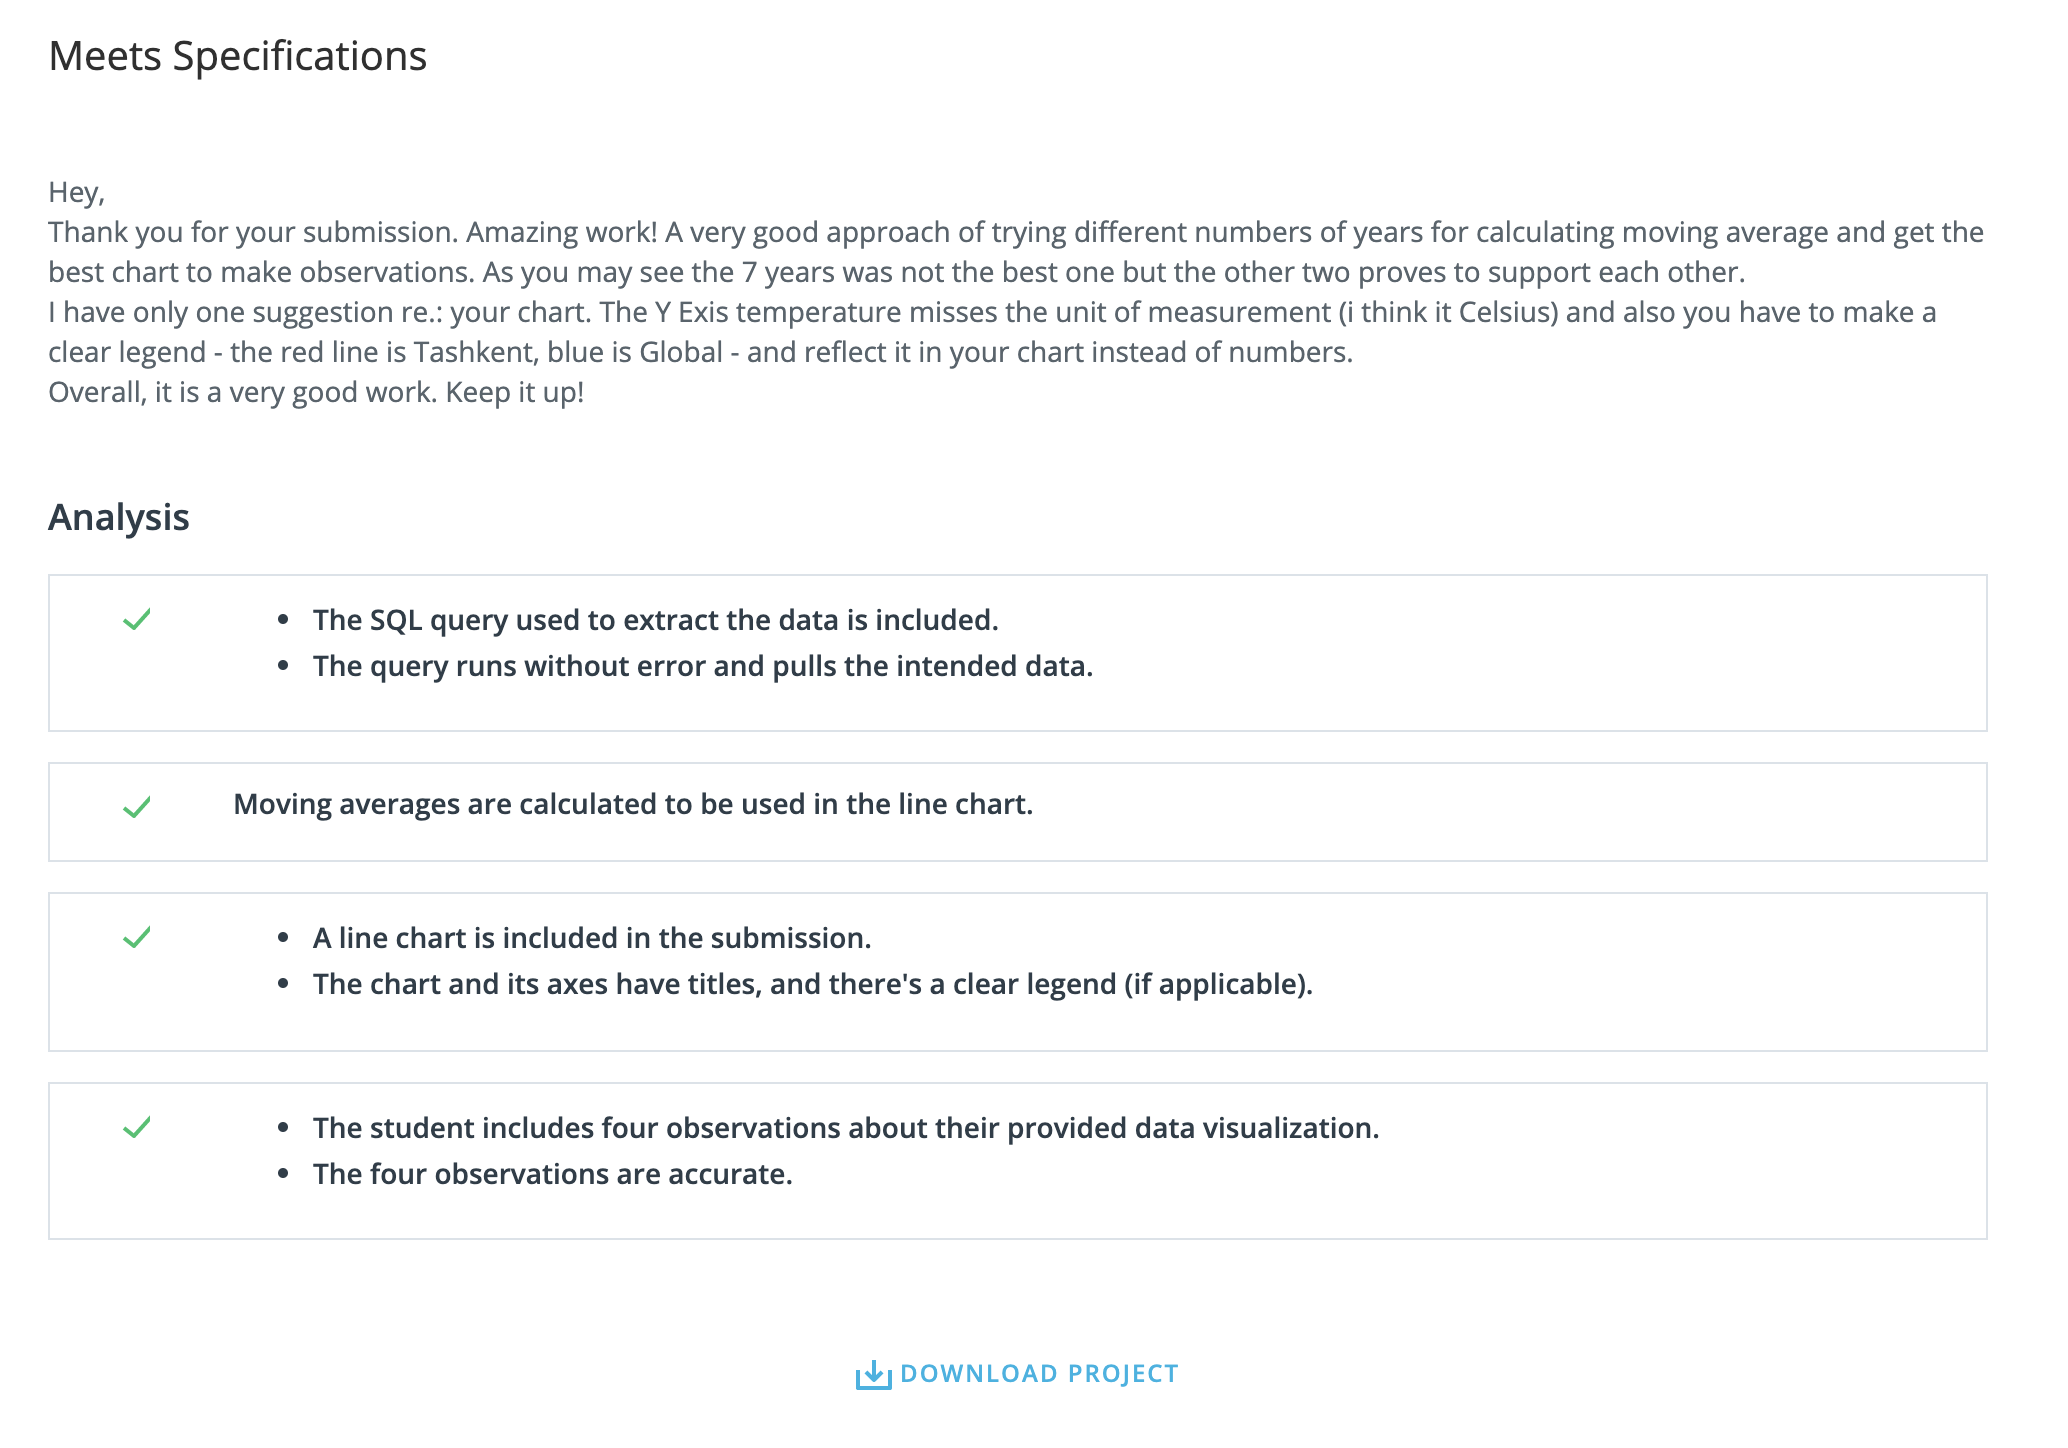 Meets Specifications
Hey,
Thank you for your submission. Amazing work! A very good approach of trying different numbers of years for calculating moving average and get the
best chart to make observations. As you may see the 7 years was not the best one but the other two proves to support each other.
I have only one suggestion re.: your chart. The Y Exis temperature misses the unit of measurement (i think it Celsius) and also you have to make a
clear legend - the red line is Tashkent, blue is Global - and reflect it in your chart instead of numbers.
Overall, it is a very good work. Keep it up!
Analysis
• The SQL query used to extract the data is included.
• The query runs without error and pulls the intended data.
Moving averages are calculated to be used in the line chart.
• A line chart is included in the submission.
• The chart and its axes have titles, and there's a clear legend (if applicable).
• The student includes four observations about their provided data visualization.
• The four observations are accurate.
DOWNLOAD PROJECT